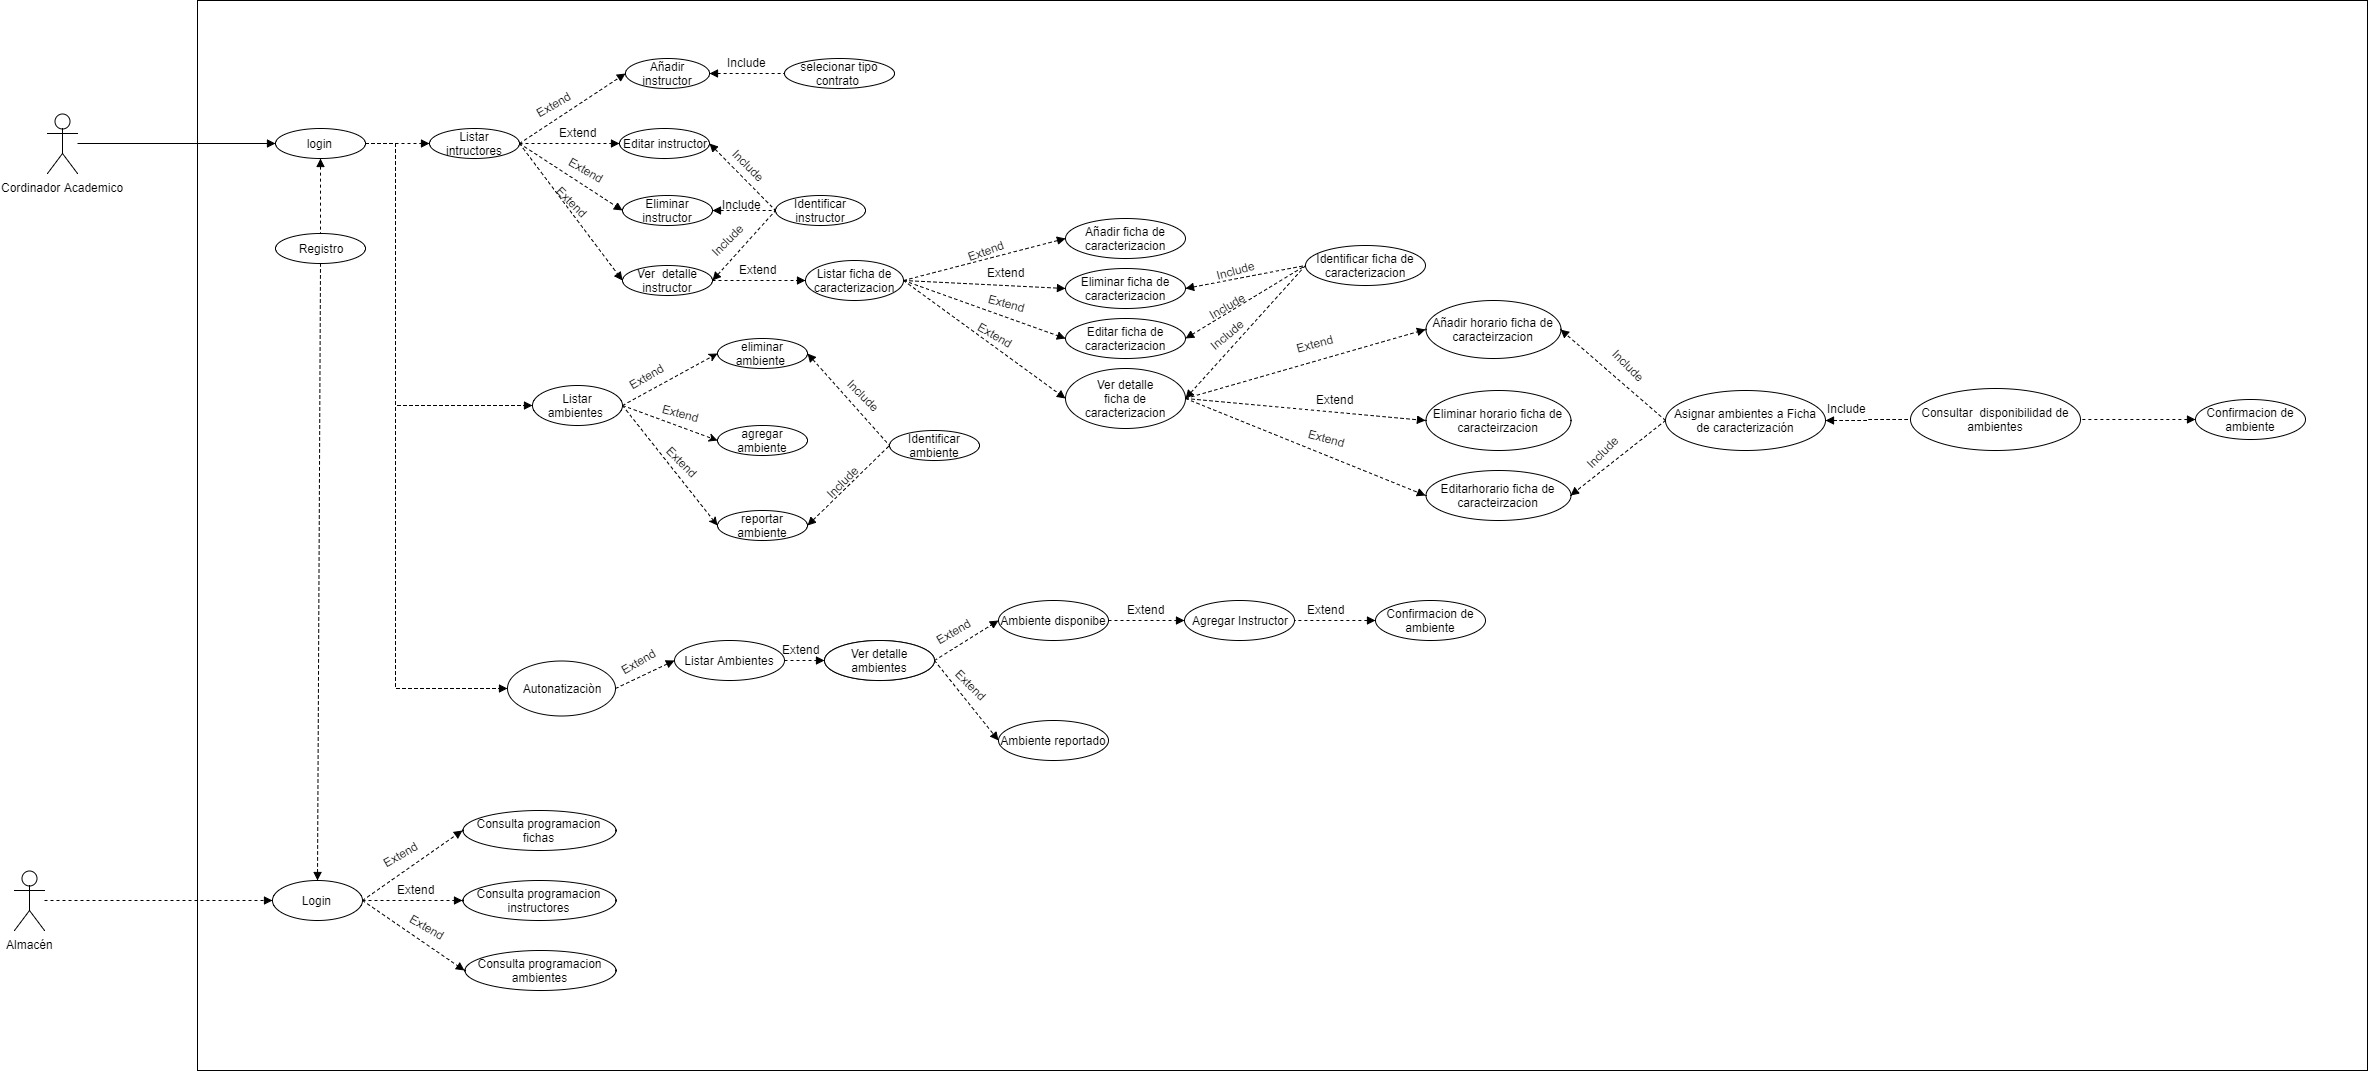 Añadir
instructor
Include
selecionar tipo
contrato
Extend
Cordinador Academico
login
Listar
intructores
Extend
Editar instructor
Include
Extend
Eliminar
instructor
Include
Identificar
instructor
Extend
Include
Registro
Ver  detalle
instructor
Extend
Listar ficha de
caracterizacion
Extend
Añadir ficha de
caracterizacion
Extend
Eliminar ficha de
caracterizacion
Include
Identificar ficha de
caracterizacion
Extend
Editar ficha de
caracterizacion
Include
Extend
Include
Ver detalle
ficha de
caracterizacion
Extend
Añadir horario ficha de
caracteirzacion
Include
Extend
Eliminar horario ficha de
caracteirzacion
Extend
Editarhorario ficha de
caracteirzacion
Include
Asignar ambientes a Ficha
de caracterización
Include
Consultar  disponibilidad de
ambientes
Confirmacion de
ambiente
Listar
ambientes
Extend
eliminar
ambiente
Include
Extend
agregar
ambiente
Identificar
ambiente
Extend
Include
reportar
ambiente
Autonatizaciòn
Extend
Listar Ambientes
Extend
Ver detalle
ambientes
Extend
Ambiente disponibe
Extend
Agregar Instructor
Extend
Confirmacion de
ambiente
Extend
Ambiente reportado
Almacén
Login
Extend
Consulta programacion
fichas
Extend
Consulta programacion
instructores
Extend
Consulta programacion
ambientes